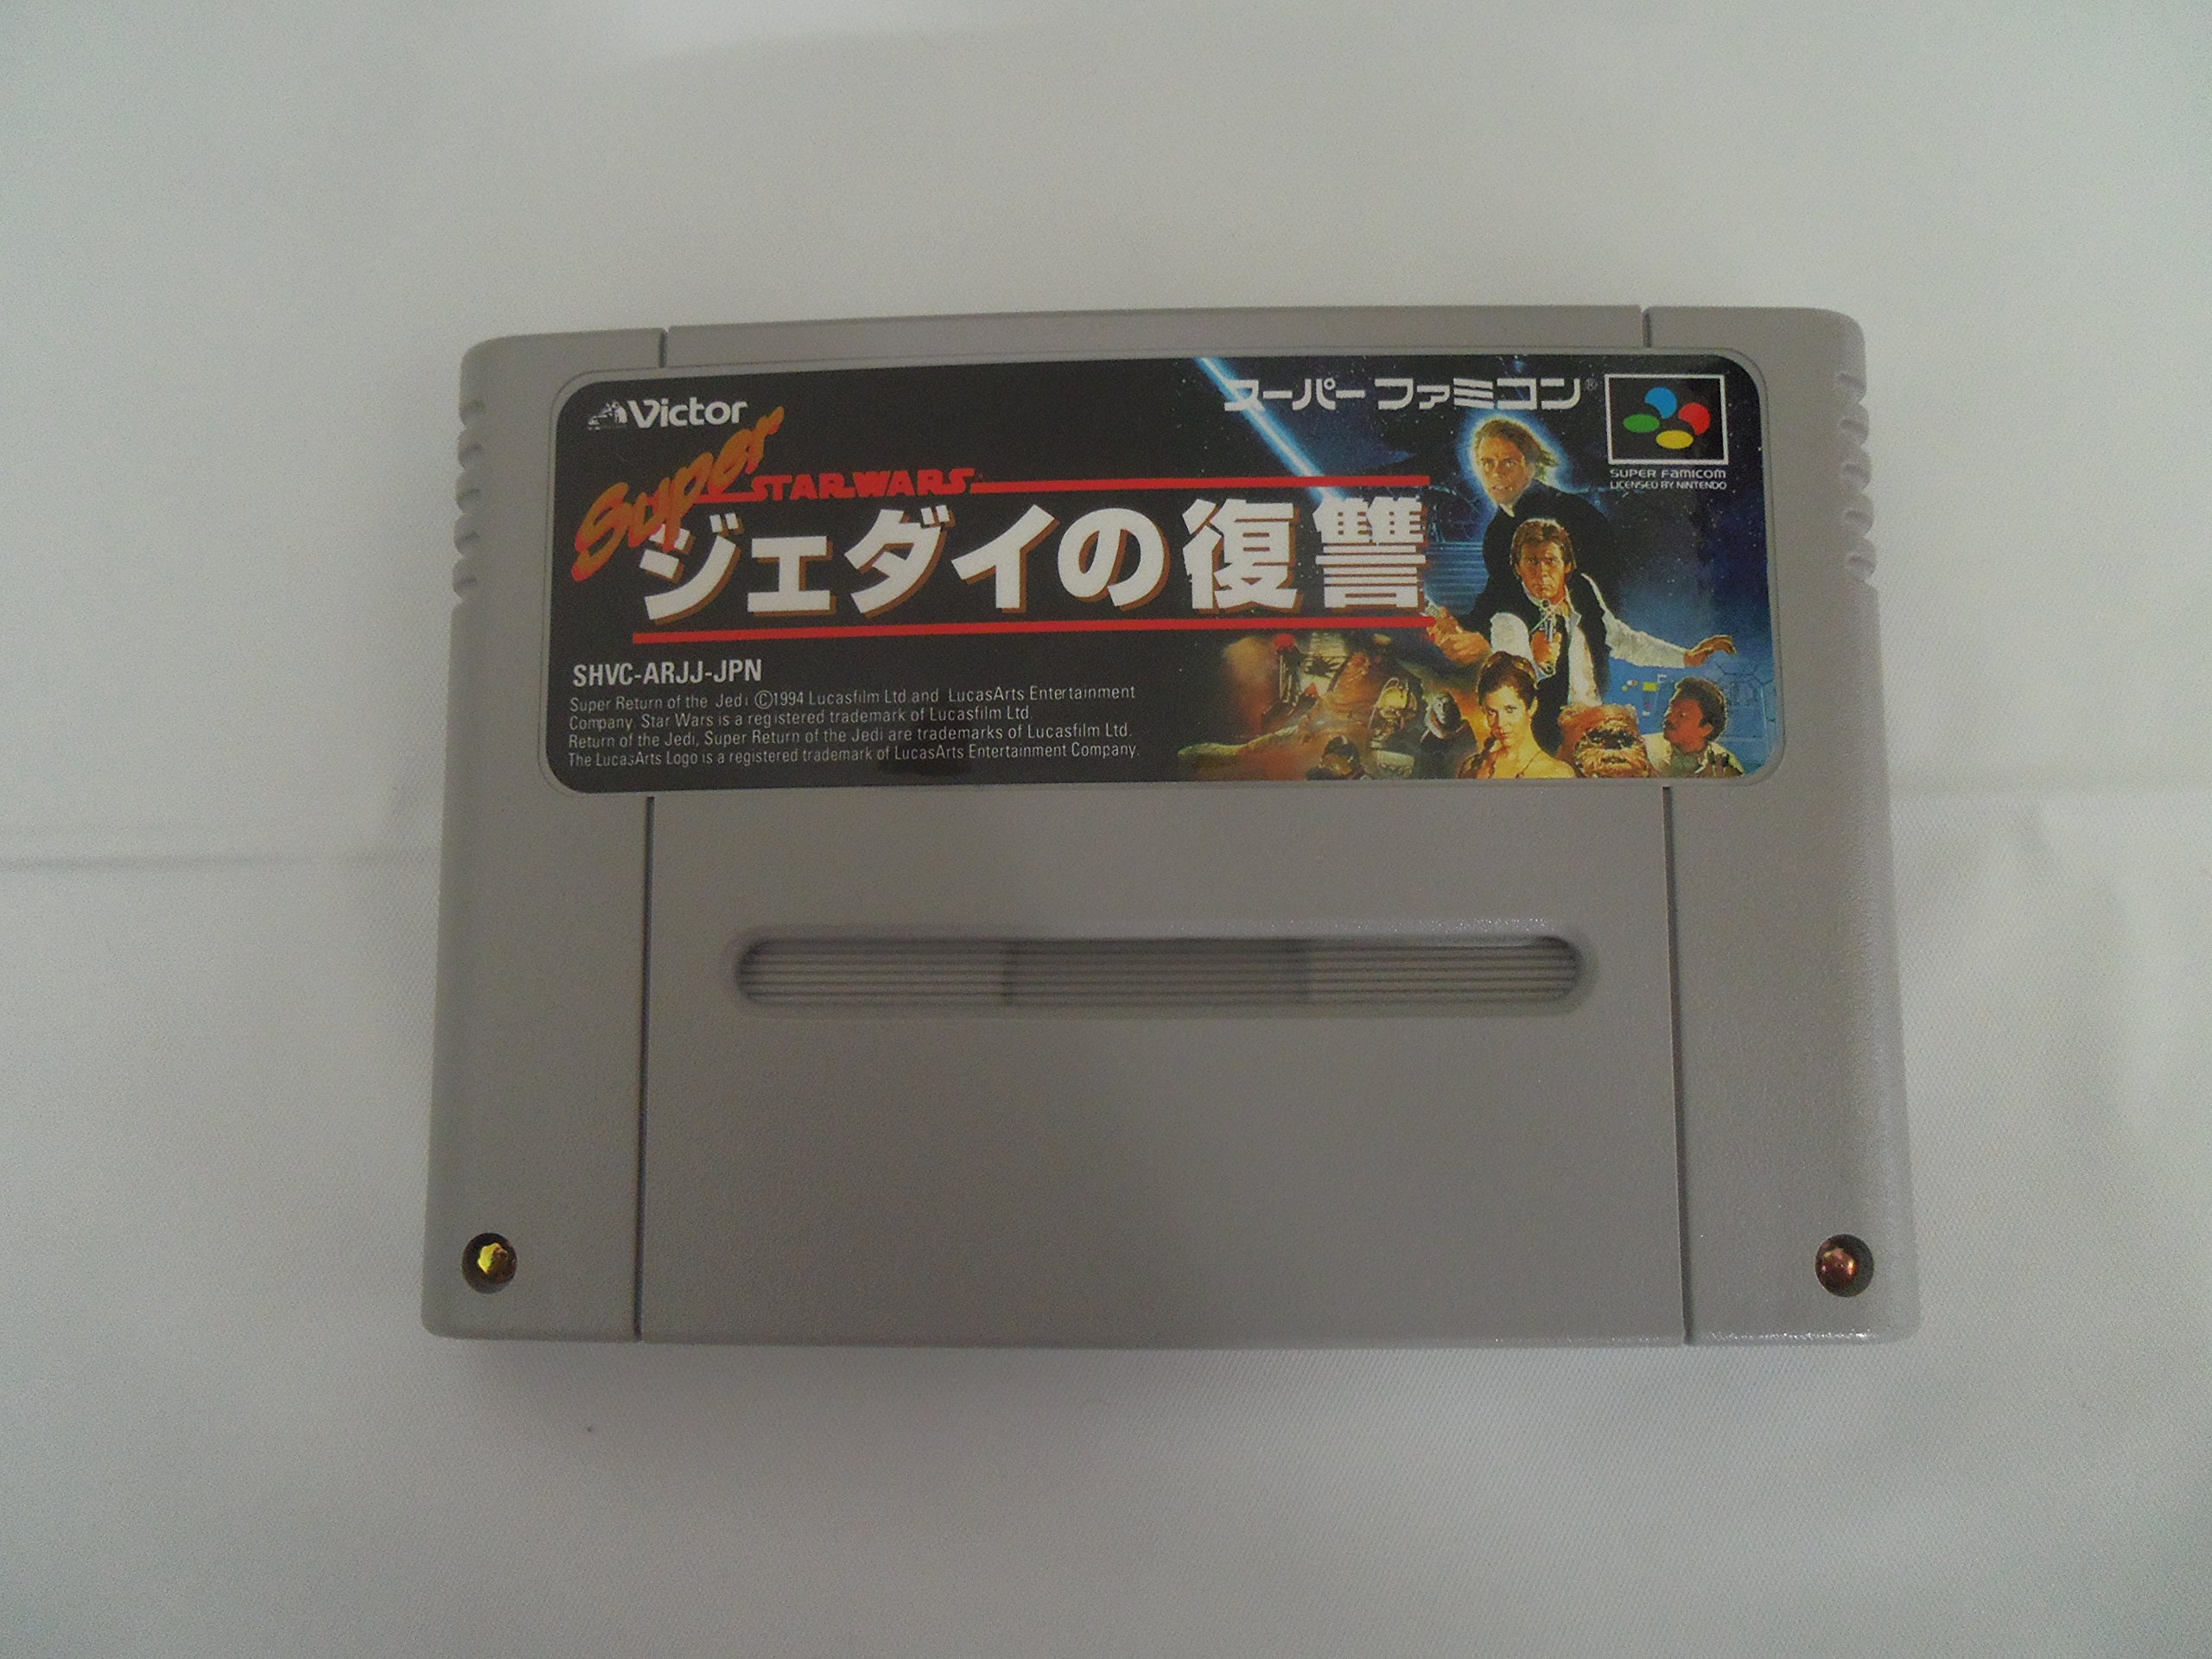 Victor
スーパーファミコン®
Super
STAR WARS
ジェダイの復讐
SUPER FAMICOM
LICENSED BY NINTENDO
SHVC-ARJJ-JPN
Super Return of the Jedi ©1994 Lucasfilm Ltd.and LucasArts Entertainment
Company. Star Wars is a registered trademark of Lucasfilm Ltd.
Return of the Jedi, Super Return of the Jedi are trademarks of Lucasfilm Ltd.
The LucasArts Logo is a registered trademark of LucasArts Entertainment Company.